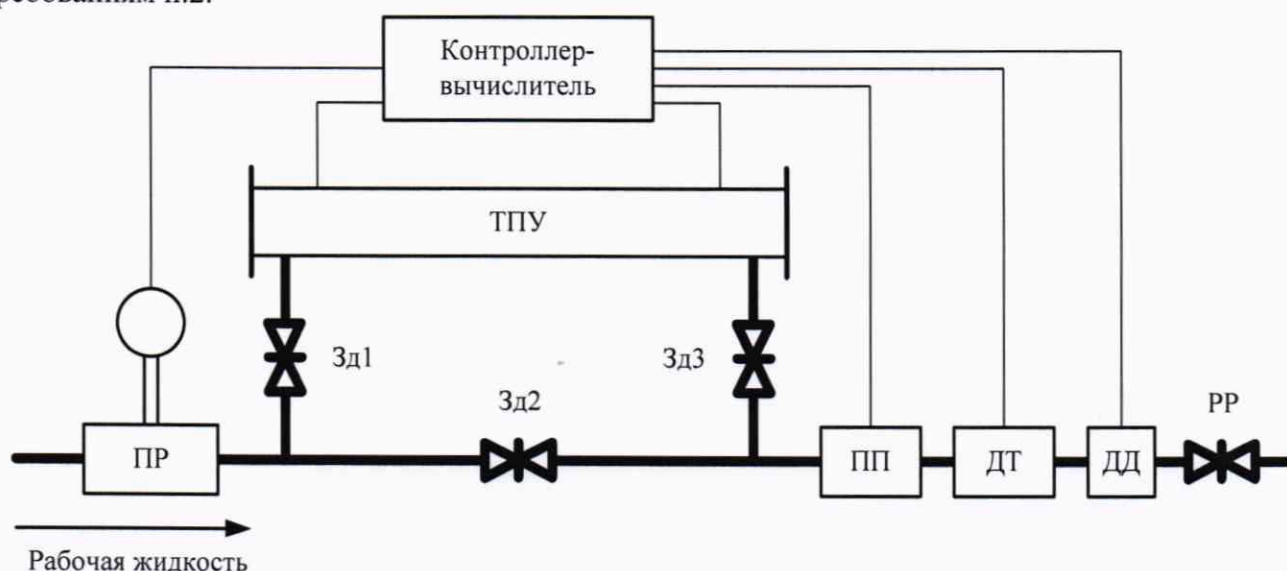 Контроллер-
вычислитель
ТПУ
Зд1
Зд3
Зд2
РР
ПР
ПП
ДТ
ДД
Рабочая жидкость